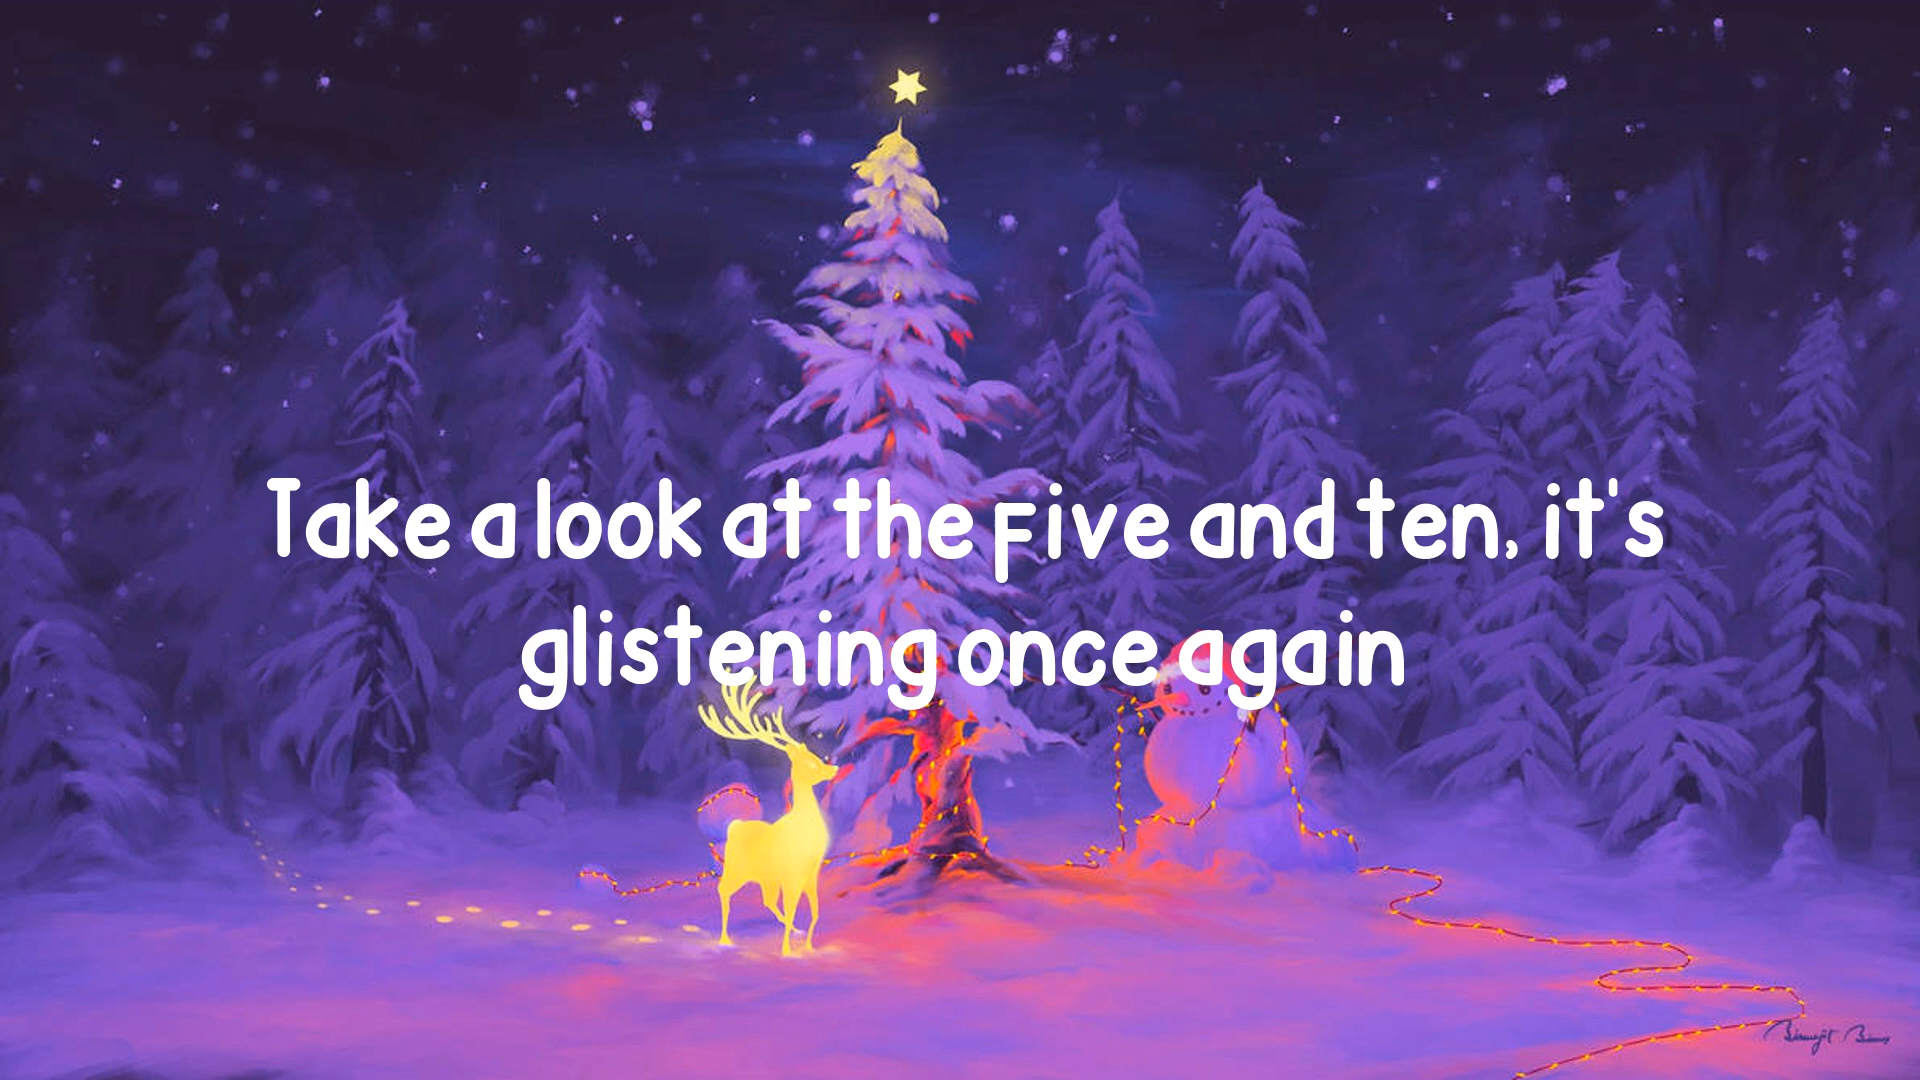 Take a look at the five and ten, it's
glistening once again